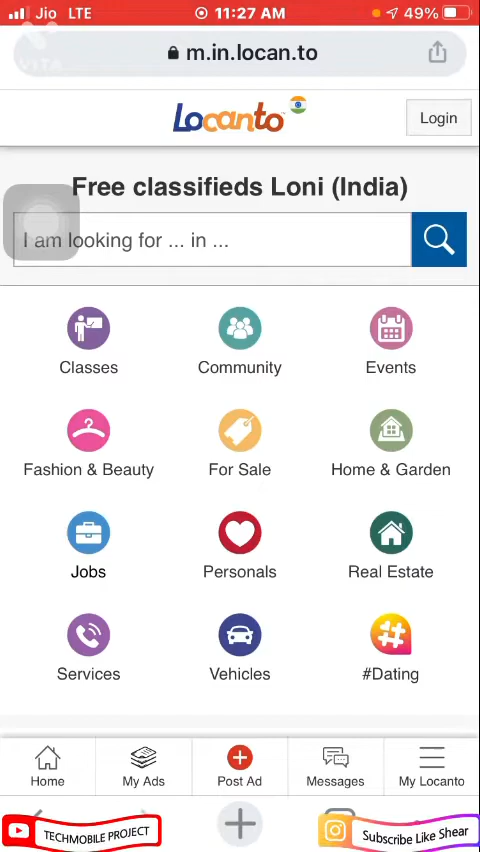 Jio LTE 11:27 AM 49%
VITA
m.in.locan.to
Locanto
Login
Free classifieds Loni (India)
I am looking for ... in ...
Classes Community Events
Fashion & Beauty For Sale Home & Garden
Jobs Personals Real Estate
Services Vehicles #Dating
Home My Ads Post Ad Messages My Locanto
TECHMOBILE PROJECT Subscribe Like Shear